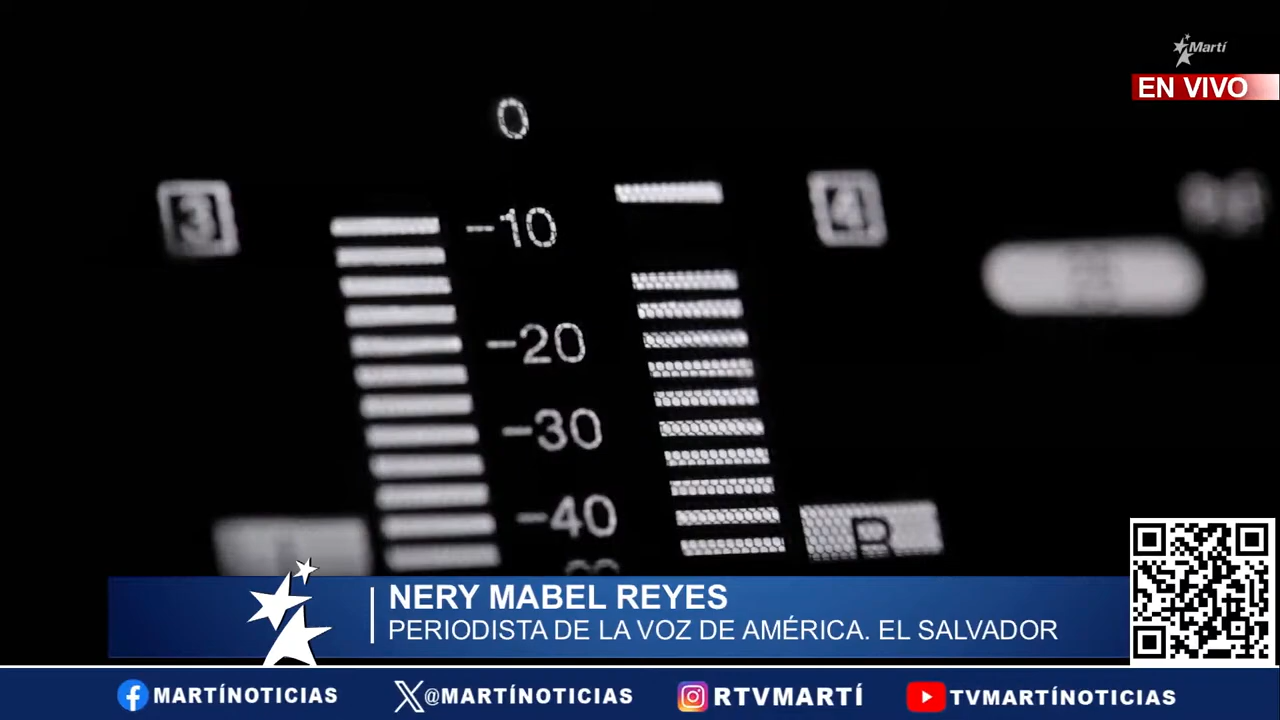 Martí
EN VIVO
0
3
4
-10
-20
-30
-40
R
NERY MABEL REYES
PERIODISTA DE LA VOZ DE AMÉRICA. EL SALVADOR
MARTÍNOTICIAS
@MARTÍNOTICIAS
RTVMARTÍ
TVMARTÍNOTICIAS